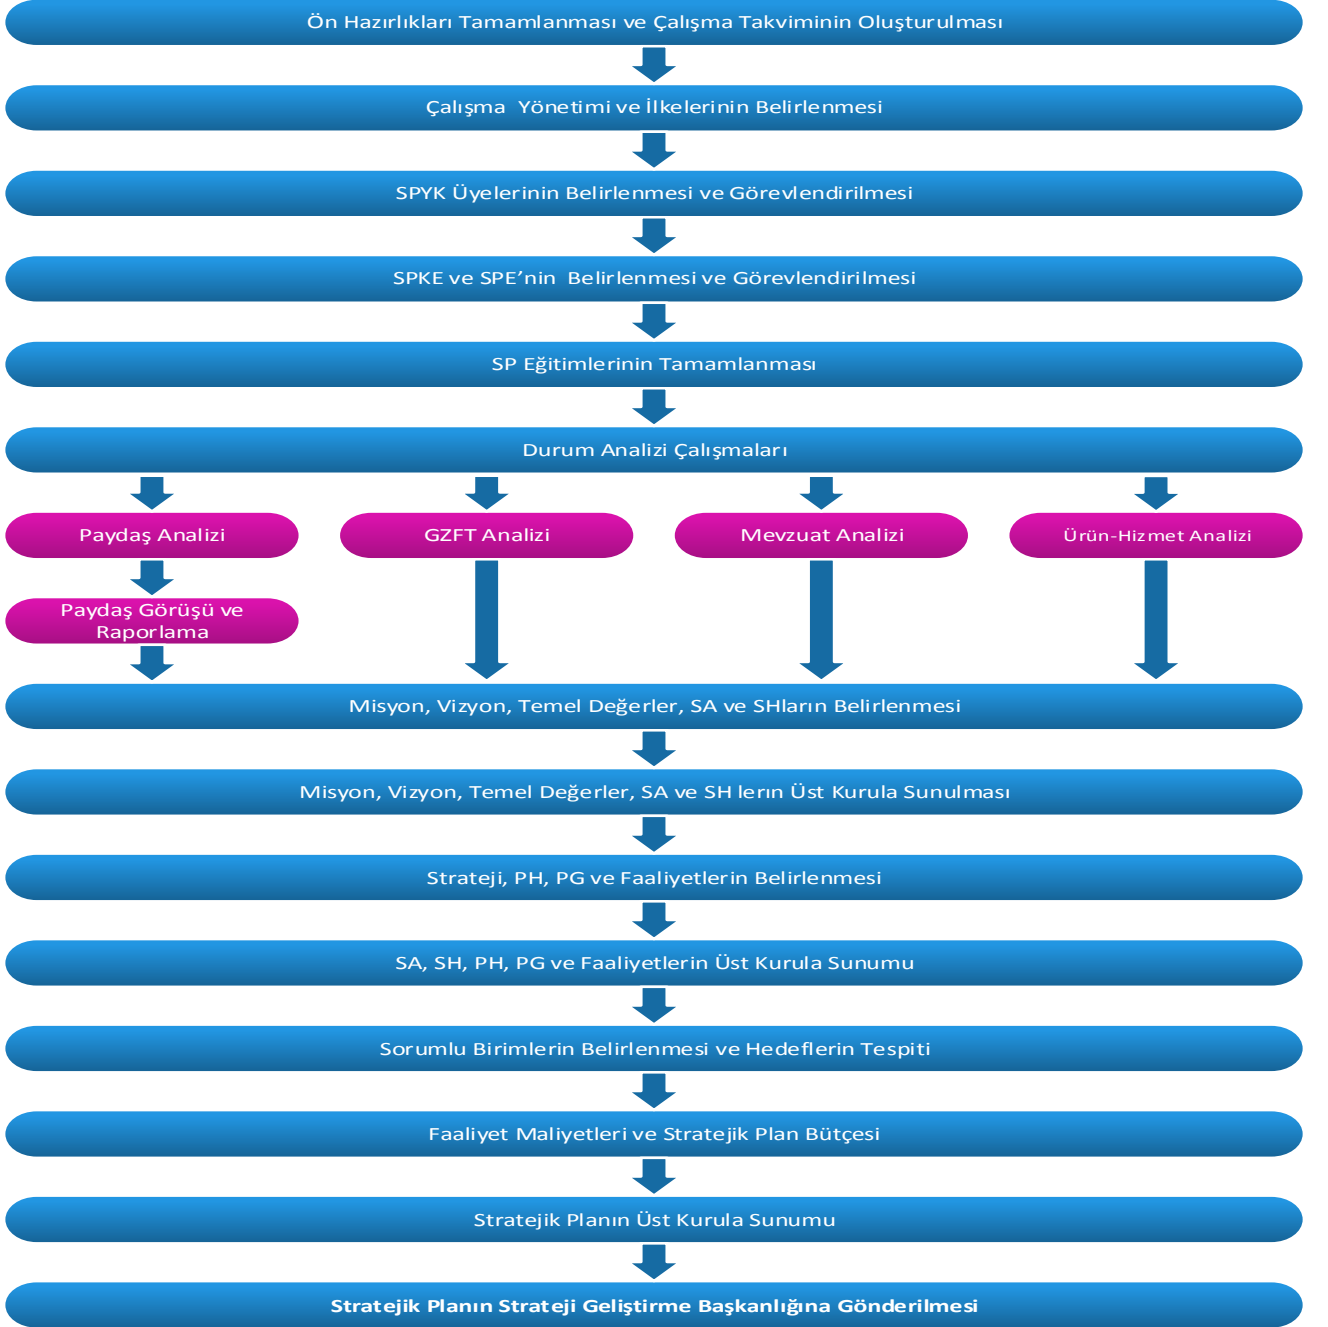 Ön Hazırlıkları Tamamlanması ve Çalışma Takviminin Oluşturulması
Çalışma Yönetimi ve İlkelerinin Belirlenmesi
SPYK Üyelerinin Belirlenmesi ve Görevlendirilmesi
SPKE ve SPE’nin Belirlenmesi ve Görevlendirilmesi
SP Eğitimlerinin Tamamlanması
Durum Analizi Çalışmaları
Paydaş Analizi
GZFT Analizi
Mevzuat Analizi
Ürün-Hizmet Analizi
Paydaş Görüşü ve
Raporlama
Misyon, Vizyon, Temel Değerler, SA ve SHların Belirlenmesi
Misyon, Vizyon, Temel Değerler, SA ve SH lerın Üst Kurula Sunulması
Strateji, PH, PG ve Faaliyetlerin Belirlenmesi
SA, SH, PH, PG ve Faaliyetlerin Üst Kurula Sunumu
Sorumlu Birimlerin Belirlenmesi ve Hedeflerin Tespiti
Faaliyet Maliyetleri ve Stratejik Plan Bütçesi
Stratejik Planın Üst Kurula Sunumu
Stratejik Planın Strateji Geliştirme Başkanlığına Gönderilmesi